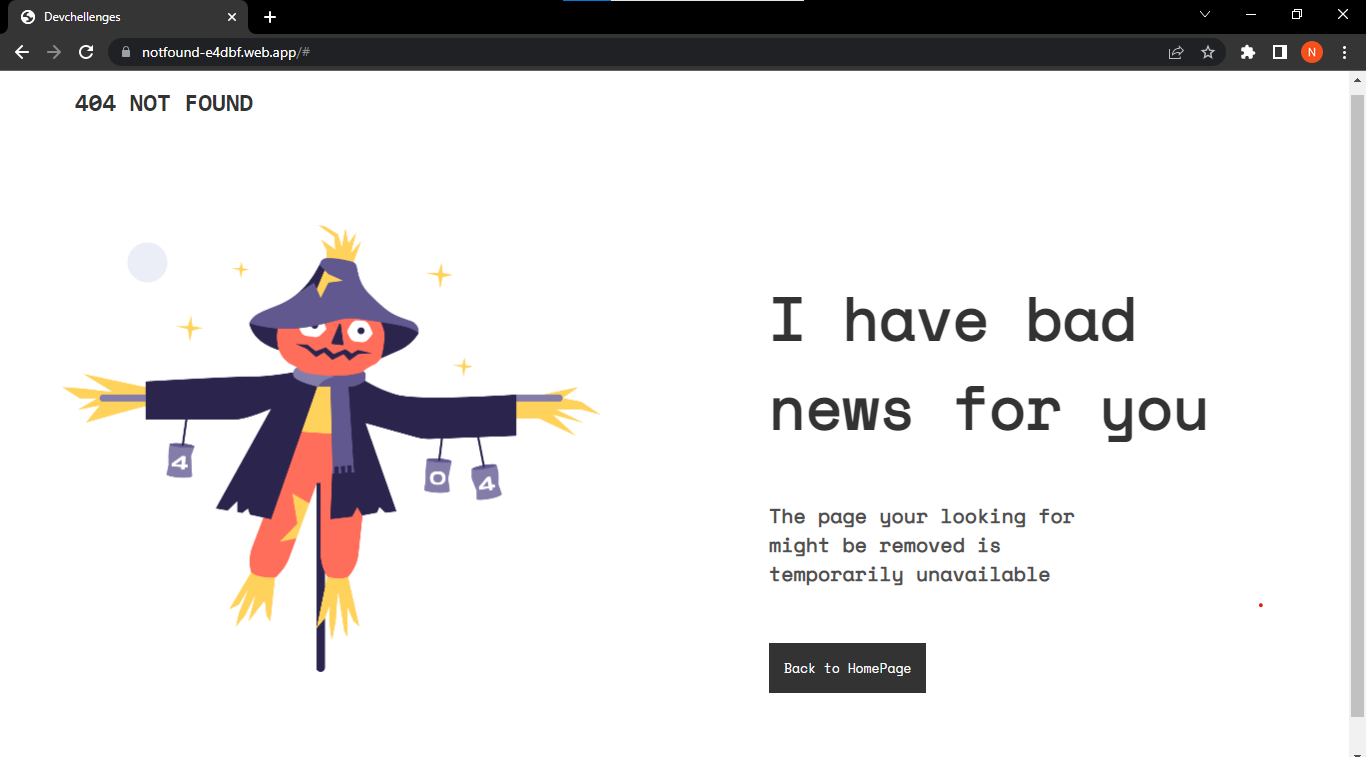 Devchellenges
notfound-e4dbf.web.app/#
N
404 NOT FOUND
I have bad
news for you
4
0
4
The page your looking for
might be removed is
temporarily unavailable
Back to HomePage